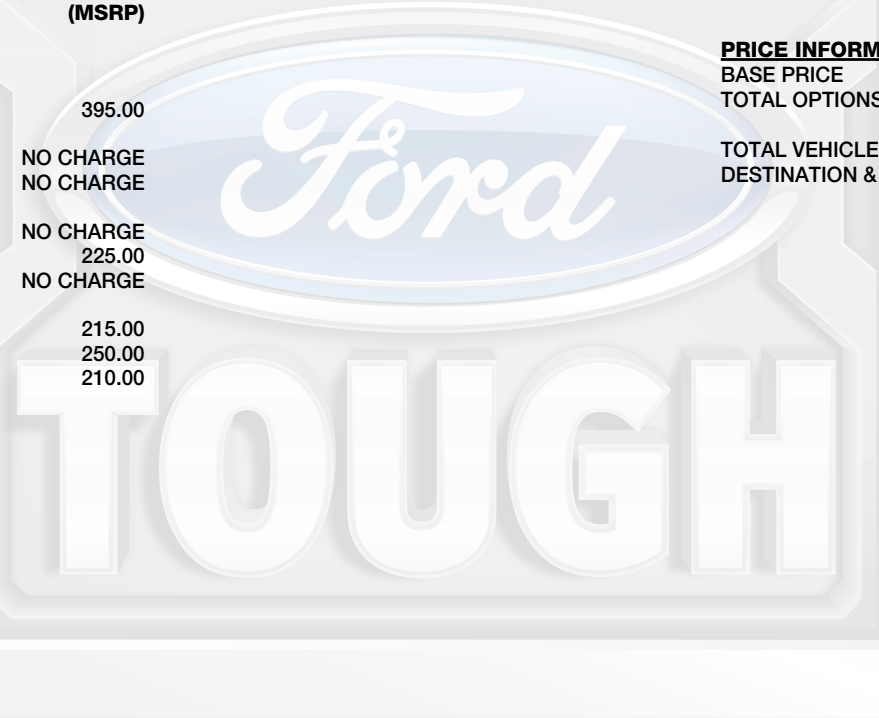 (MSRP)
395.00
NO CHARGE
NO CHARGE
NO CHARGE
225.00
NO CHARGE
215.00
250.00
210.00
PRICE INFORM
BASE PRICE
TOTAL OPTIONS
TOTAL VEHICLE
DESTINATION &
Ford
TOUGH